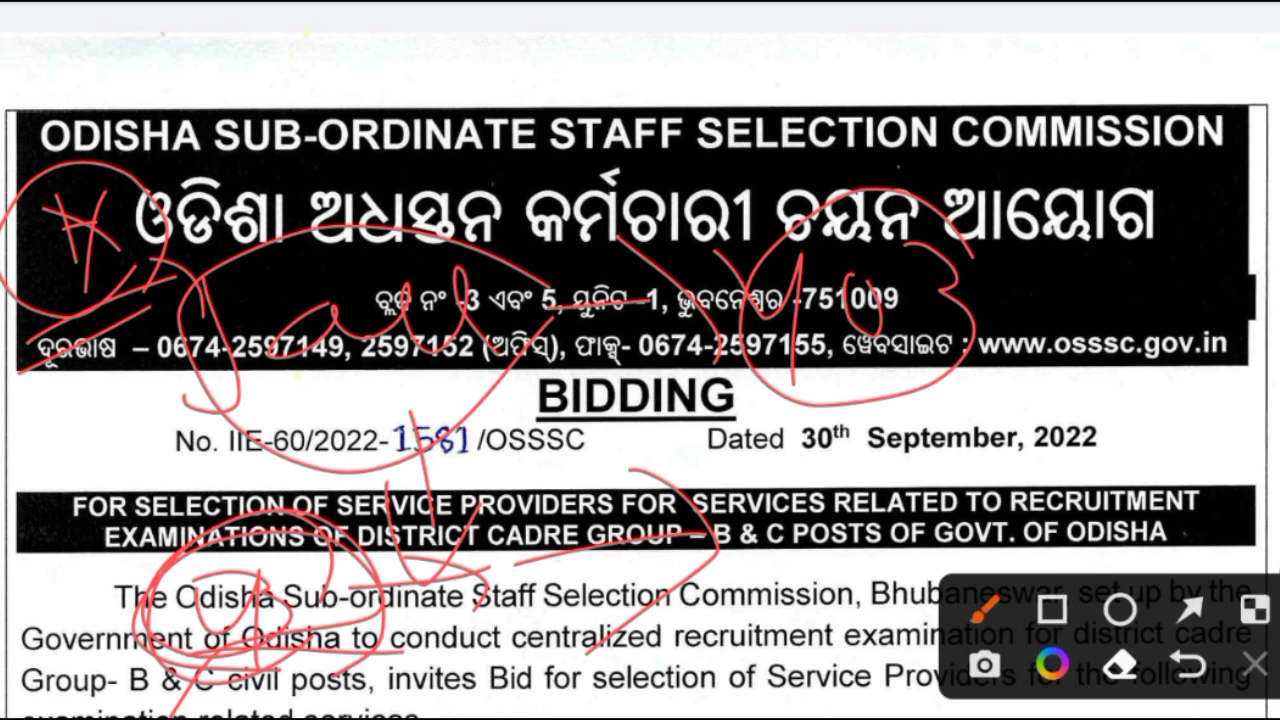 ODISHA SUB-ORDINATE STAFF SELECTION COMMISSION
ଓଡିଶା ଅଧସ୍ତନ କର୍ମଚାରୀ ଚୟନ ଆୟୋଗ
ବ୍ଲକ ନଂ -3 ଏବଂ 5, ଯୁନିଟ -1, ଭୁବନେଶ୍ୱର -751009
ଦୂରଭାଷ – 0674-2597149, 2597152 (ଅଫିସ୍), ଫାକ୍ସ- 0674-2597155, ୱେବସାଇଟ : www.osssc.gov.in
BIDDING
No. IIE-60/2022-1581/OSSSC Dated 30th September, 2022
FOR SELECTION OF SERVICE PROVIDERS FOR SERVICES RELATED TO RECRUITMENT
EXAMINATIONS OF DISTRICT CADRE GROUP – B & C POSTS OF GOVT. OF ODISHA
The Odisha Sub-ordinate Staff Selection Commission, Bhubaneswar, set up by the
Government of Odisha to conduct centralized recruitment examination for district cadre
Group- B & C civil posts, invites Bid for selection of Service Providers for the following
examination related services